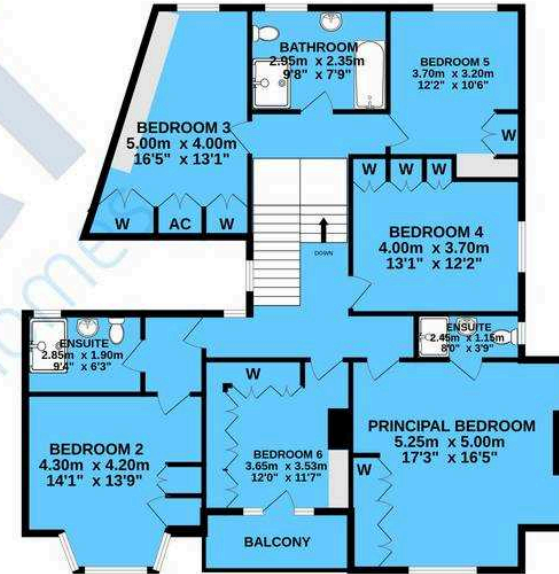 BATHROOM
2.95m x 2.35m
9'8" x 7'9"
BEDROOM 5
3.70m x 3.20m
12'2" x 10'6"
W
BEDROOM 3
5.00m x 4.00m
16'5" x 13'1"
W
AC
W
W
W
W
BEDROOM 4
4.00m x 3.70m
13'1" x 12'2"
DOWN
ENSUITE
2.85m x 1.90m
9'4" x 6'3"
ENSUITE
2.45m x 1.15m
8'0" x 3'9"
W
BEDROOM 2
4.30m x 4.20m
14'1" x 13'9"
BEDROOM 6
3.65m x 3.53m
12'0" x 11'7"
PRINCIPAL BEDROOM
5.25m x 5.00m
17'3" x 16'5"
W
BALCONY
homes